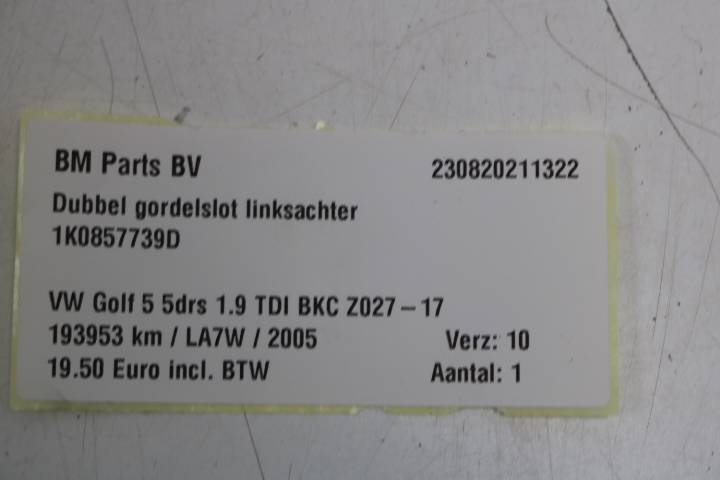 BM Parts BV 230820211322
Dubbel gordelslot linksachter
1K0857739D
VW Golf 5 5drs 1.9 TDI BKC Z027-17
193953 km / LA7W / 2005 Verz: 10
19.50 Euro incl. BTW Aantal: 1